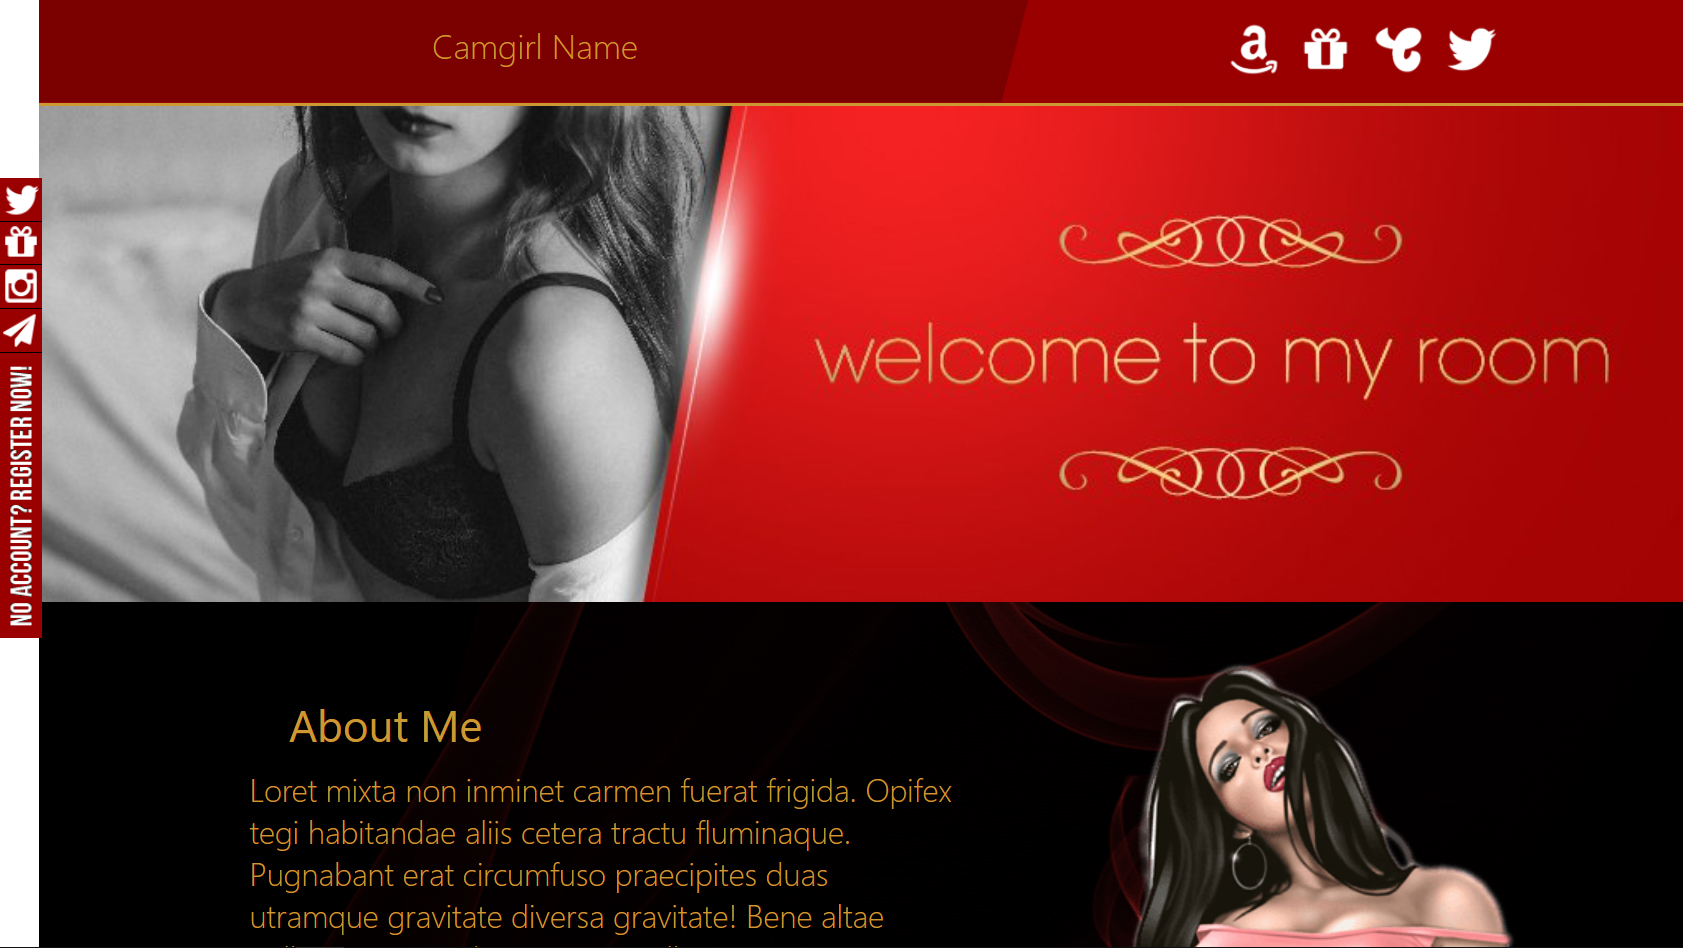 Camgirl Name
welcome to my room
NO ACCOUNT? REGISTER NOW!
About Me
Loret mixta non inminet carmen fuerat frigida. Opifex
tegi habitandae aliis cetera tractu fluminaque.
Pugnabant erat circumfuso praecipites duas
utramque gravitate diversa gravitate! Bene altae